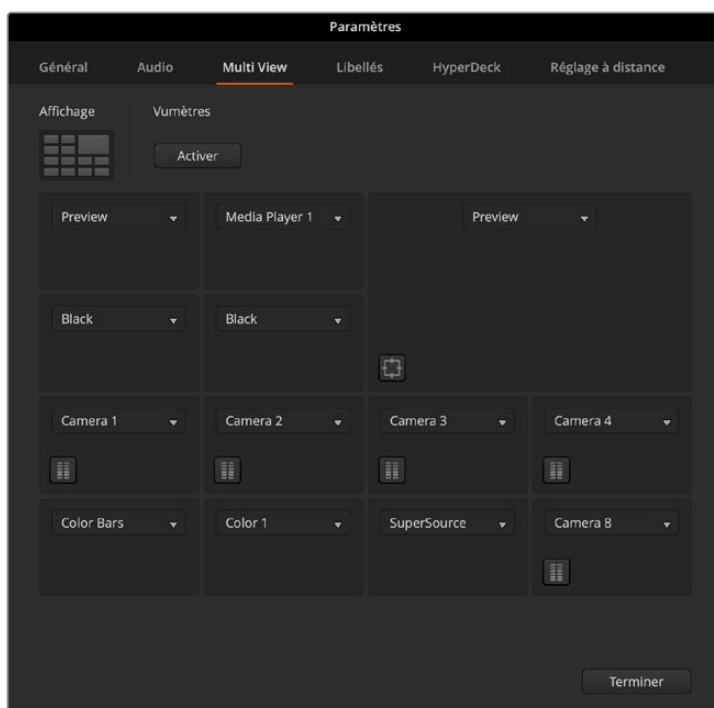 Paramètres
Général Audio Multi View Libellés HyperDeck Réglage à distance
Affichage Vumètres
Activer
Preview Media Player 1 Preview
Black Black
Camera 1 Camera 2 Camera 3 Camera 4
Color Bars Color 1 SuperSource Camera 8
Terminer